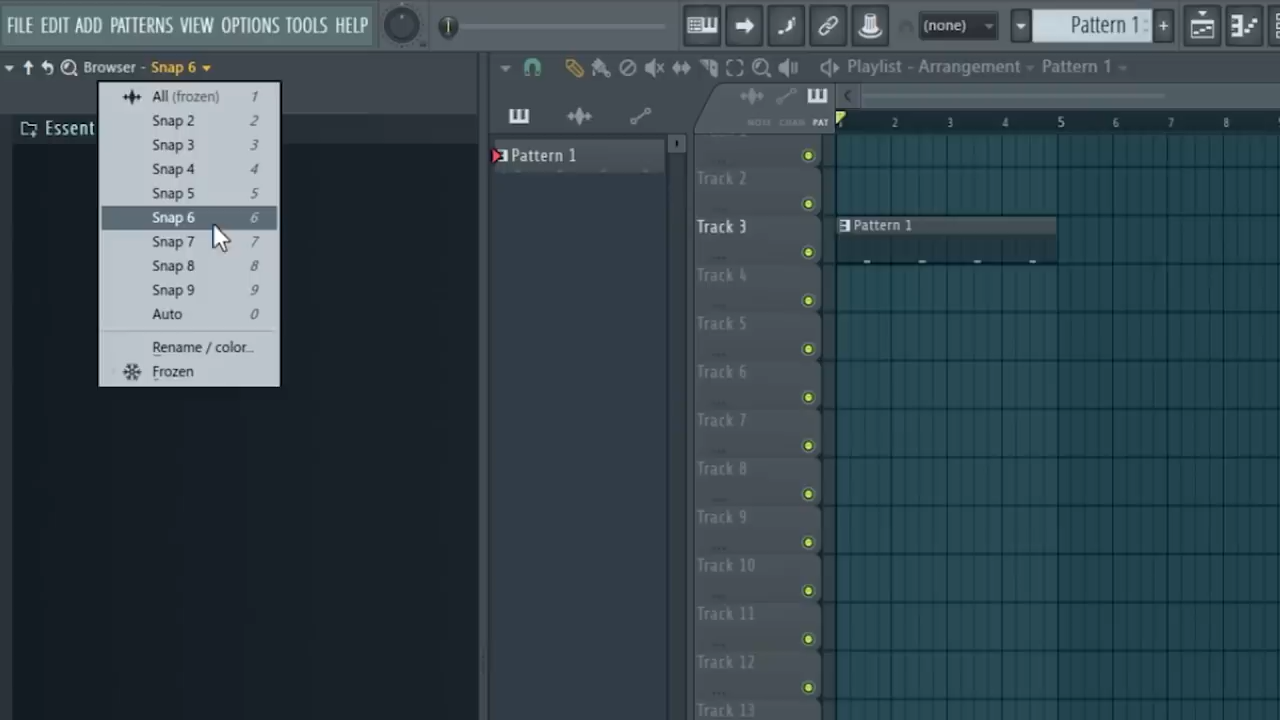 FILE EDIT ADD PATTERNS VIEW OPTIONS TOOLS HELP
(none)
Pattern 1
Browser - Snap 6
Playlist - Arrangement - Pattern 1
All (frozen) 1
Snap 2 2
Snap 3 3
Snap 4 4
Snap 5 5
Snap 6 6
Snap 7 7
Snap 8 8
Snap 9 9
Auto 0
Rename / color...
Frozen
Essent
Pattern 1
NOTE CHAN PAT
2 3 4 5 6 7 8
Track 2
Track 3
Track 4
Track 5
Track 6
Track 7
Track 8
Track 9
Track 10
Track 11
Track 12
Track 13
Pattern 1